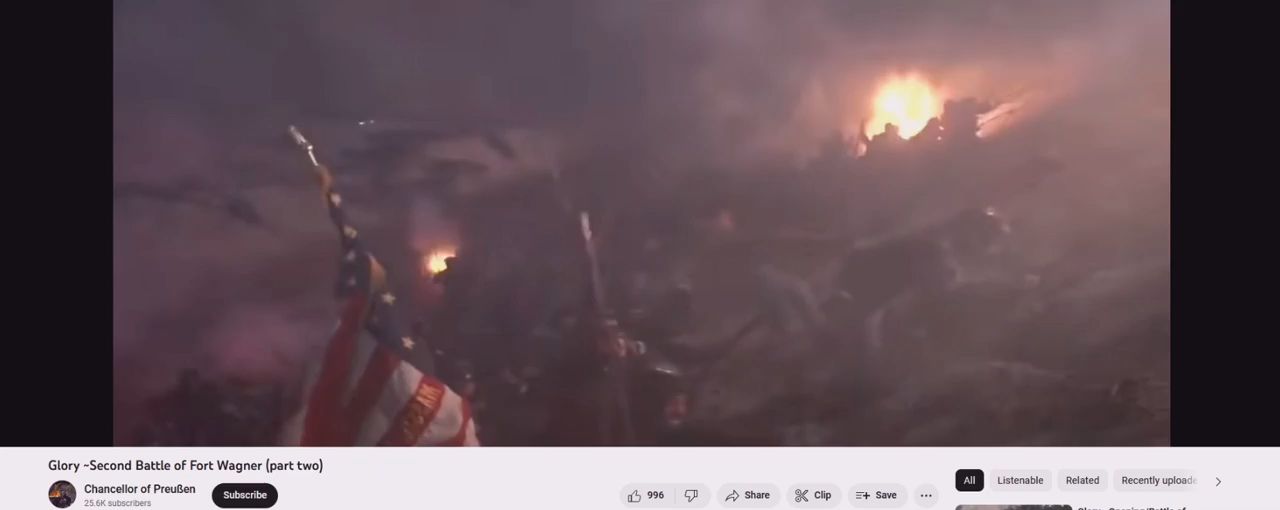 Glory ~Second Battle of Fort Wagner (part two)
Chancellor of Preußen
25.6K subscribers
Subscribe
996
Share
Clip
Save
All
Listenable
Related
Recently uploade